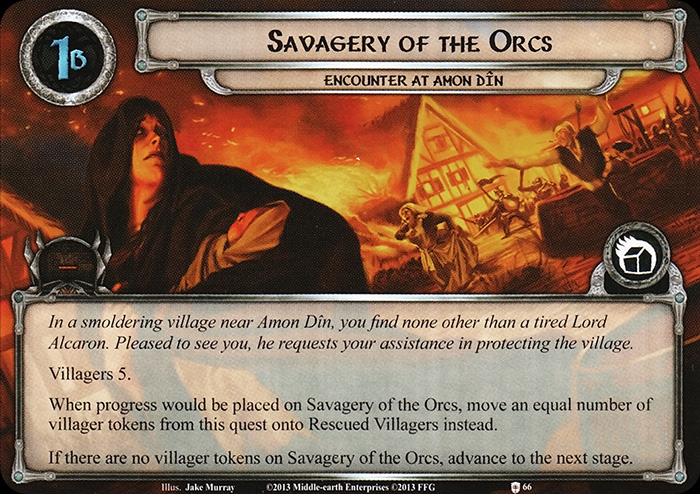 1B
Savagery of the Orcs
Encounter at Amon Dîn
In a smoldering village near Amon Dîn, you find none other than a tired Lord
Alcaron. Pleased to see you, he requests your assistance in protecting the village.
Villagers 5.
When progress would be placed on Savagery of the Orcs, move an equal number of
villager tokens from this quest onto Rescued Villagers instead.
If there are no villager tokens on Savagery of the Orcs, advance to the next stage.
Illus. Jake Murray ©2013 Middle-earth Enterprises ©2013 FFG 66